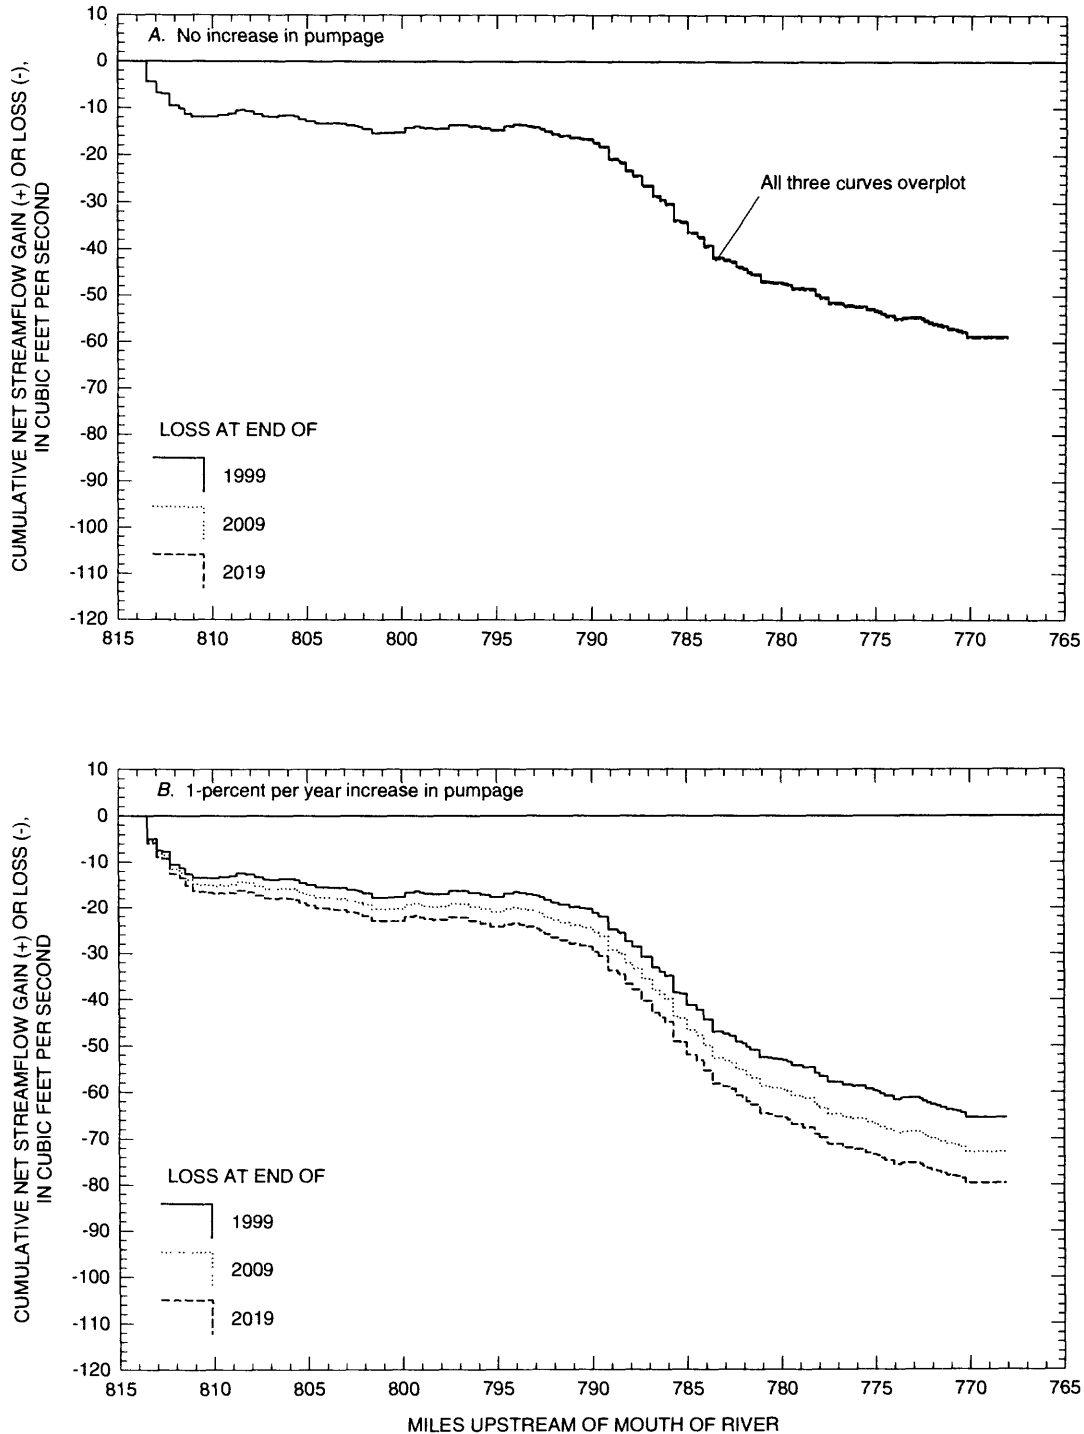 A. No increase in pumpage
10
0
-10
-20
-30
-40
-50
-60
-70
-80
-90
-100
-110
-120
CUMULATIVE NET STREAMFLOW GAIN (+) OR LOSS (-),
IN CUBIC FEET PER SECOND
All three curves overplot
LOSS AT END OF
1999
2009
2019
815 810 805 800 795 790 785 780 775 770 765
B. 1-percent per year increase in pumpage
10
0
-10
-20
-30
-40
-50
-60
-70
-80
-90
-100
-110
-120
CUMULATIVE NET STREAMFLOW GAIN (+) OR LOSS (-),
IN CUBIC FEET PER SECOND
LOSS AT END OF
1999
2009
2019
815 810 805 800 795 790 785 780 775 770 765
MILES UPSTREAM OF MOUTH OF RIVER